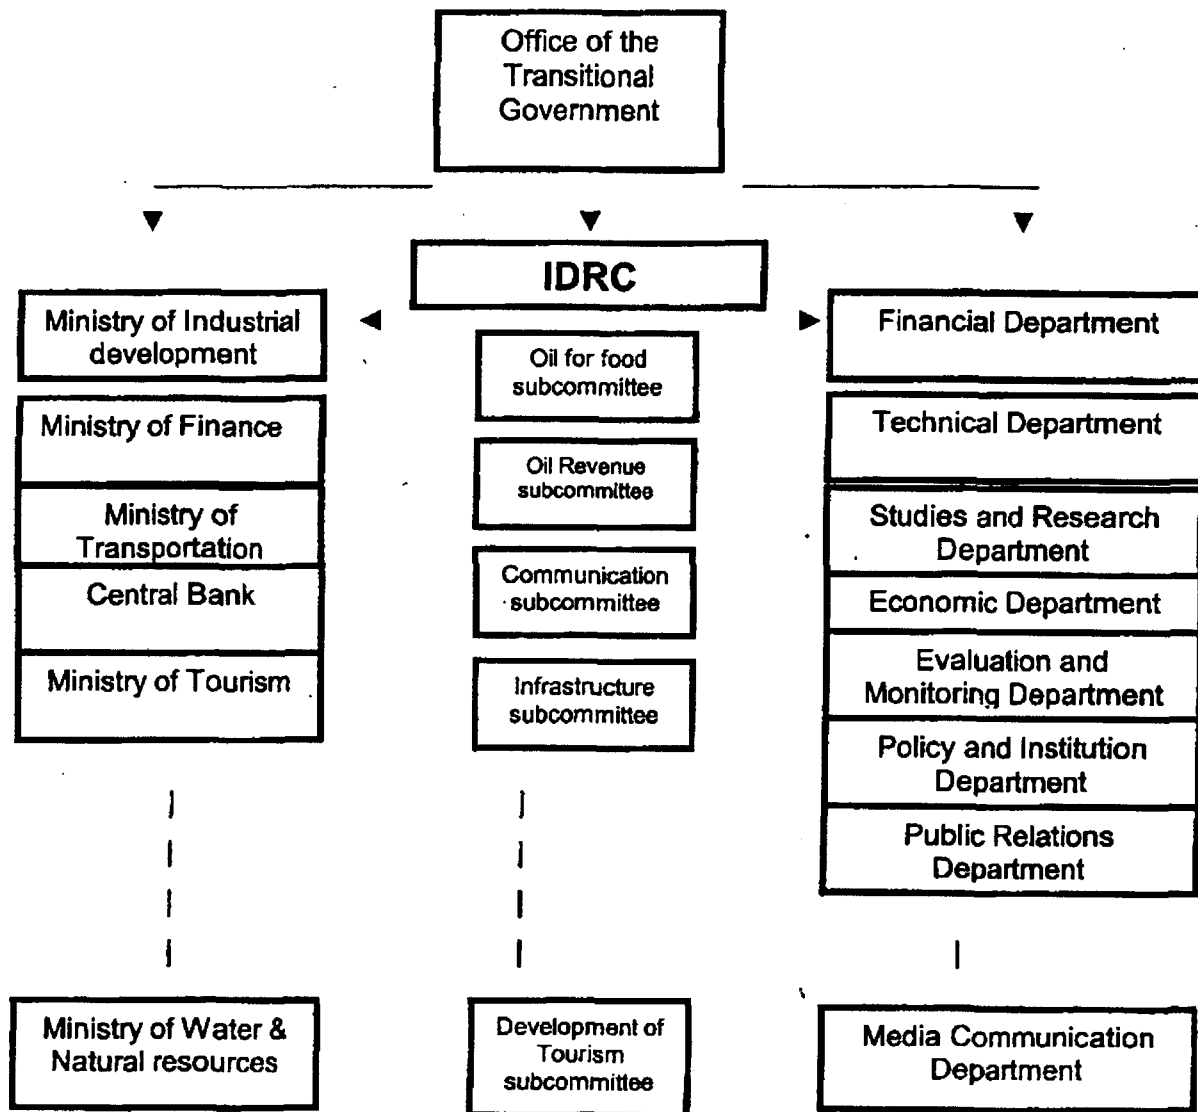 Office of the
Transitional
Government
IDRC
Ministry of Industrial
development
Ministry of Finance
Ministry of
Transportation
Central Bank
Ministry of Tourism
Ministry of Water &
Natural resources
Oil for food
subcommittee
Oil Revenue
subcommittee
Communication
subcommittee
Infrastructure
subcommittee
Development of
Tourism
subcommittee
Financial Department
Technical Department
Studies and Research
Department
Economic Department
Evaluation and
Monitoring Department
Policy and Institution
Department
Public Relations
Department
Media Communication
Department